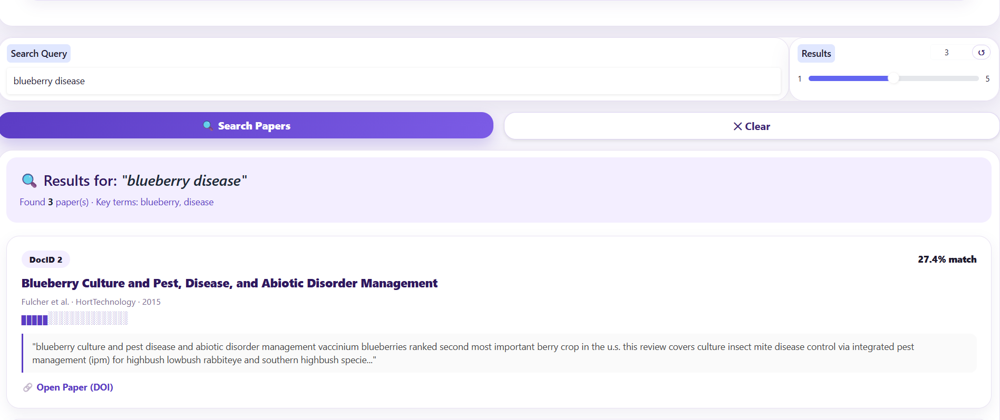 Search Query
blueberry disease
Results
3
↺
1
5
🔍 Search Papers
✕ Clear
🔍 Results for: "blueberry disease"
Found 3 paper(s) · Key terms: blueberry, disease
DocID 2
27.4% match
Blueberry Culture and Pest, Disease, and Abiotic Disorder Management
Fulcher et al. · HortTechnology · 2015
█████░░░░░░░░░░░░░░░
"blueberry culture and pest disease and abiotic disorder management vaccinium blueberries ranked second most important berry crop in the u.s. this review covers culture insect mite disease control via integrated pest
management (ipm) for highbush lowbush rabbiteye and southern highbush specie..."
🔗 Open Paper (DOI)